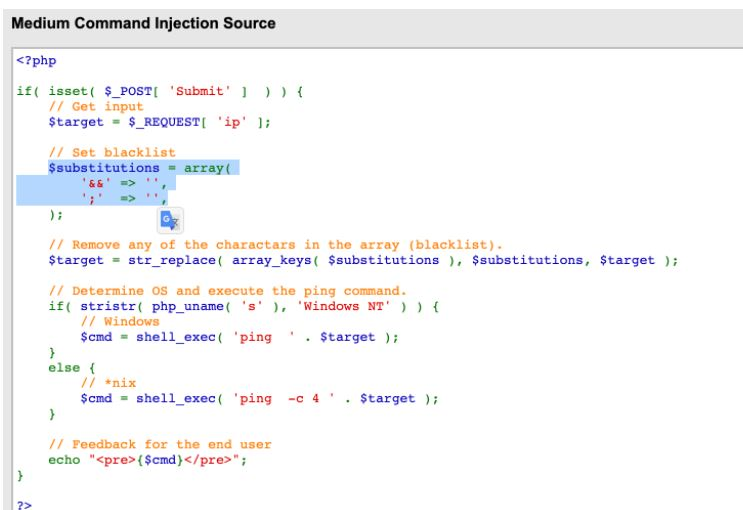 Medium Command Injection Source
<?php
if( isset( $_POST[ 'Submit' ]  ) ) {
    // Get input
    $target = $_REQUEST[ 'ip' ];
    // Set blacklist
    $substitutions = array(
        '&&' => '',
        ';'  => '',
    );
    // Remove any of the charactars in the array (blacklist).
    $target = str_replace( array_keys( $substitutions ), $substitutions, $target );
    // Determine OS and execute the ping command.
    if( stristr( php_uname( 's' ), 'Windows NT' ) ) {
        // Windows
        $cmd = shell_exec( 'ping  ' . $target );
    }
    else {
        // *nix
        $cmd = shell_exec( 'ping  -c 4 ' . $target );
    }
    // Feedback for the end user
    echo "<pre>{$cmd}</pre>";
}
?>